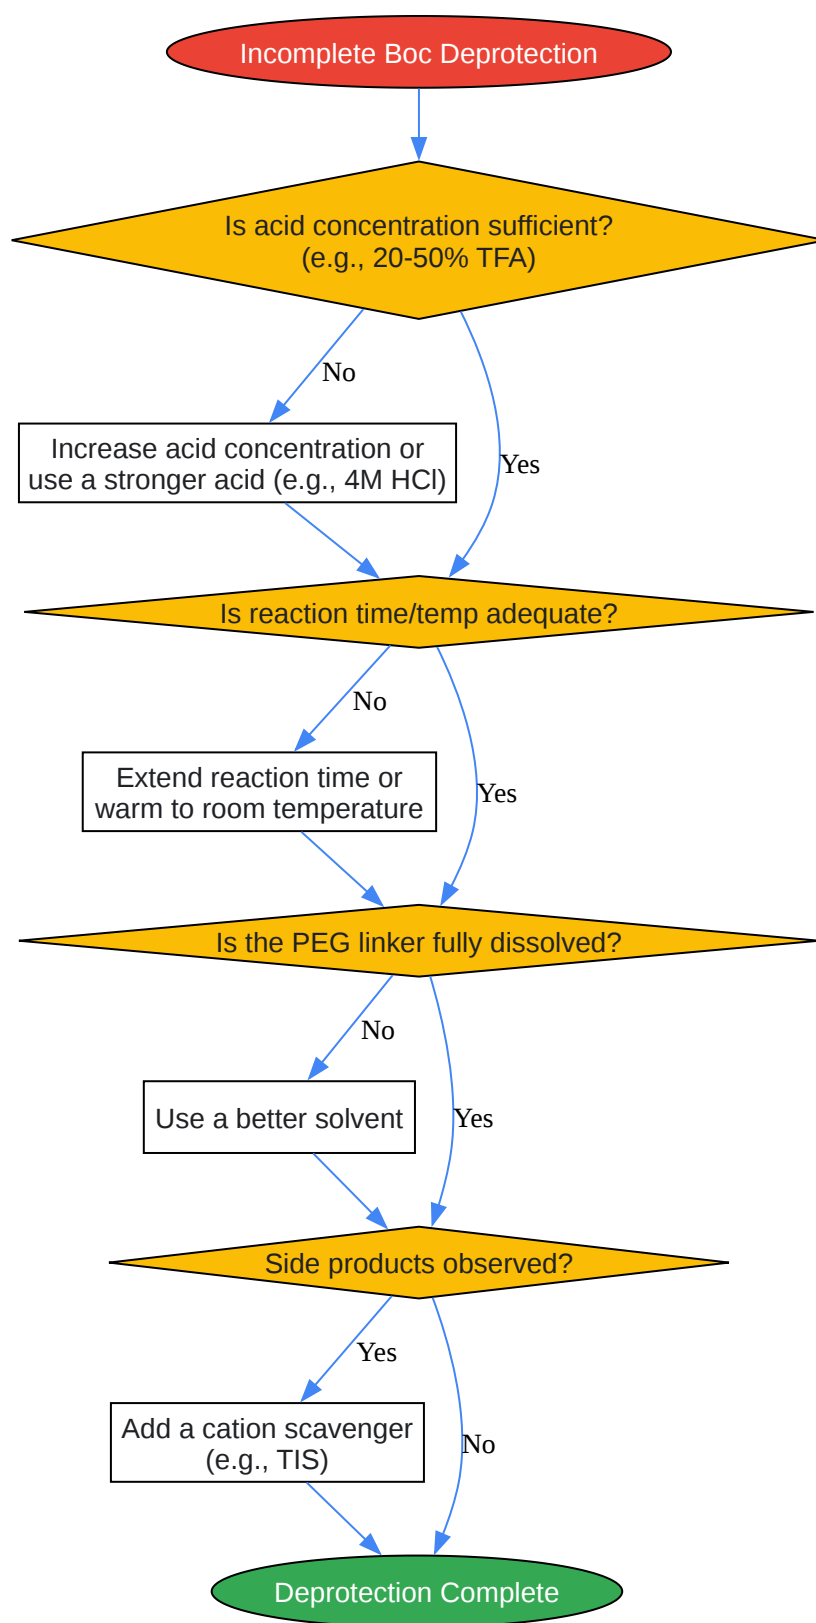 Incomplete Boc Deprotection
Is acid concentration sufficient?
(e.g., 20-50% TFA)
No
Increase acid concentration or
use a stronger acid (e.g., 4M HCl)
Yes
Is reaction time/temp adequate?
No
Extend reaction time or
warm to room temperature
Yes
Is the PEG linker fully dissolved?
No
Use a better solvent
Yes
Side products observed?
Yes
Add a cation scavenger
(e.g., TIS)
No
Deprotection Complete